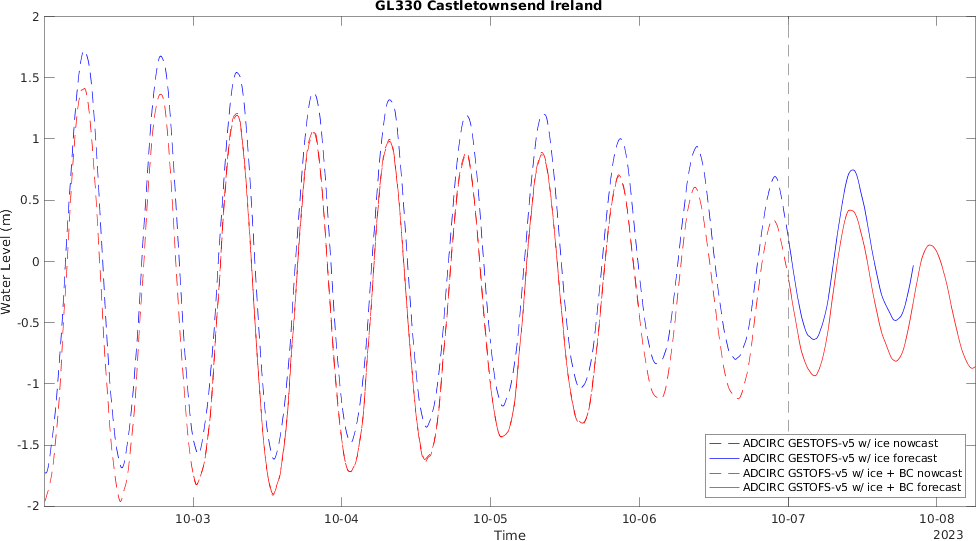 GL330 Castletownsend Ireland
2
1.5
1
0.5
0
-0.5
-1
-1.5
-2
Water Level (m)
10-03 10-04 10-05 10-06 10-07 10-08
Time
2023
ADCIRC GESTOFS-v5 w/ ice nowcast
ADCIRC GESTOFS-v5 w/ ice forecast
ADCIRC GSTOFS-v5 w/ ice + BC nowcast
ADCIRC GSTOFS-v5 w/ ice + BC forecast